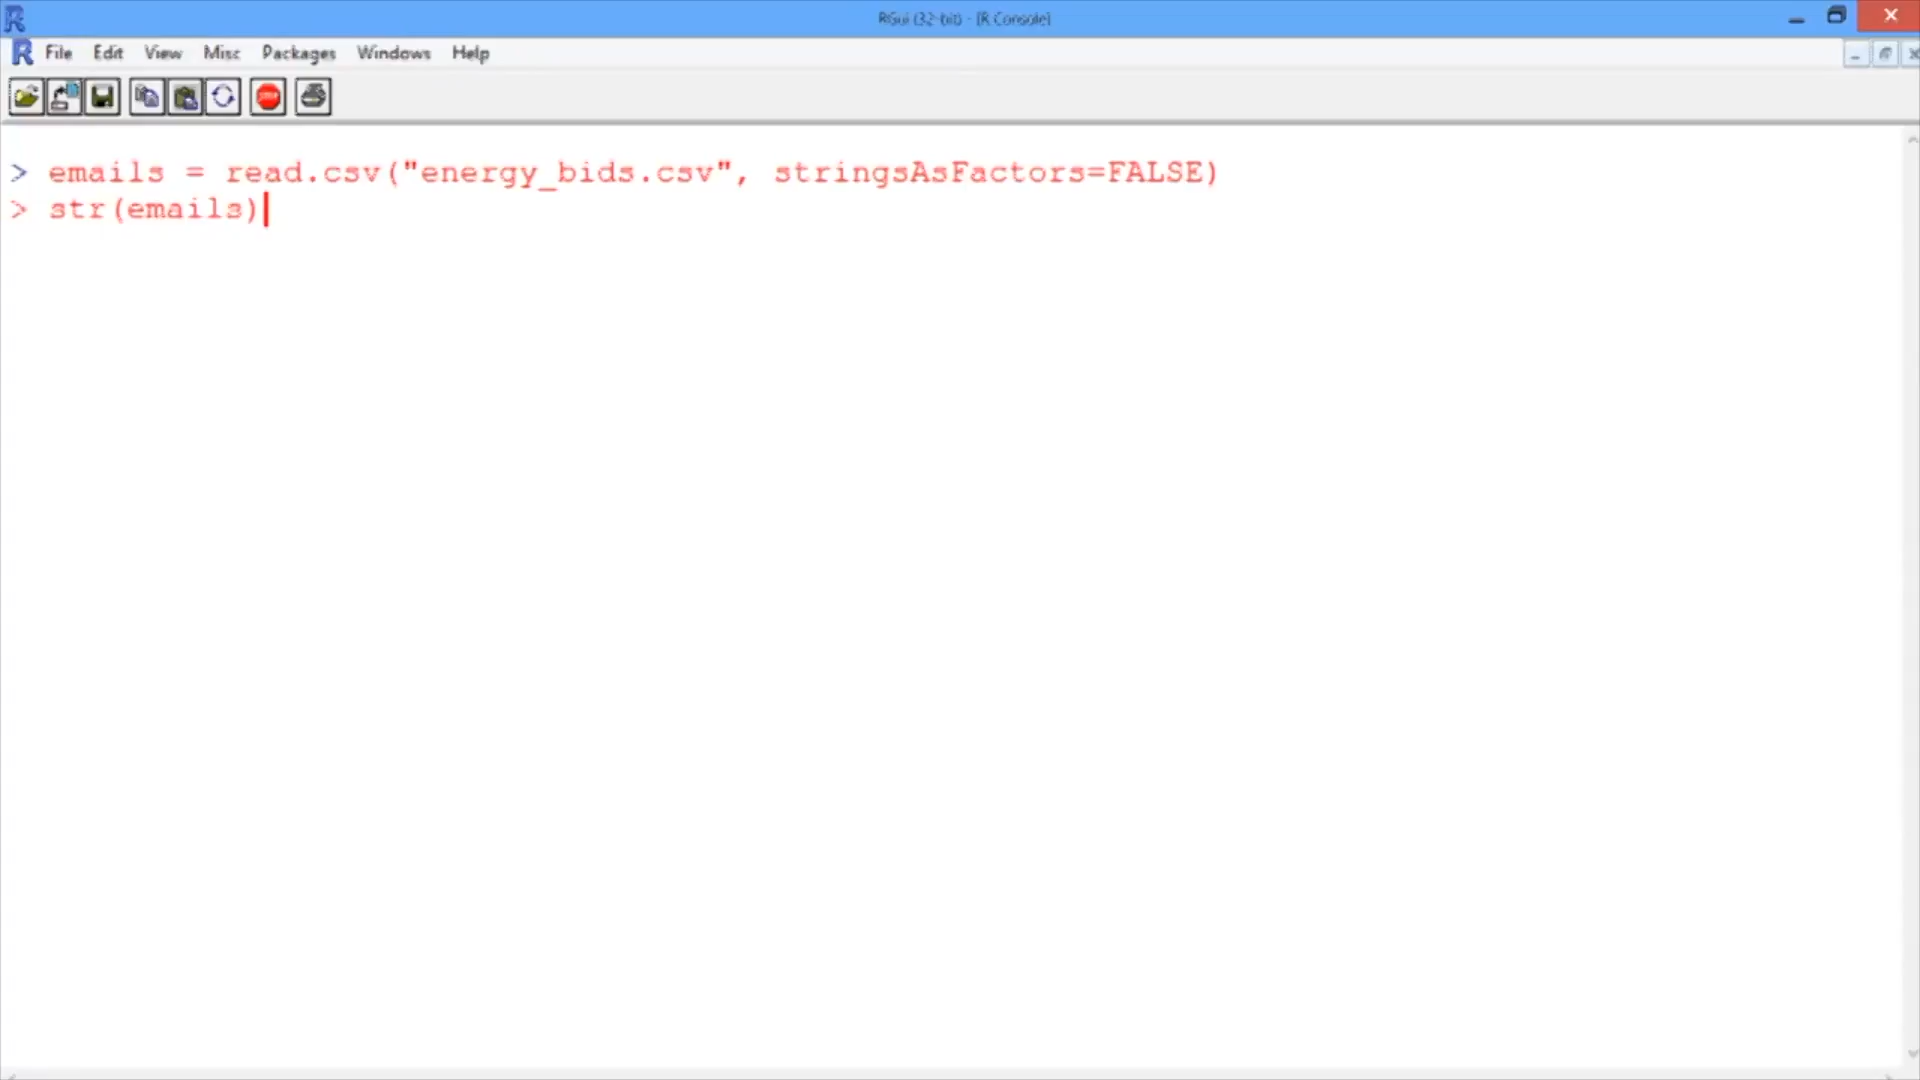 RGui (32-bit) - [R Console]
File Edit View Misc Packages Windows Help
STOP
> emails = read.csv("energy_bids.csv", stringsAsFactors=FALSE)
> str(emails)